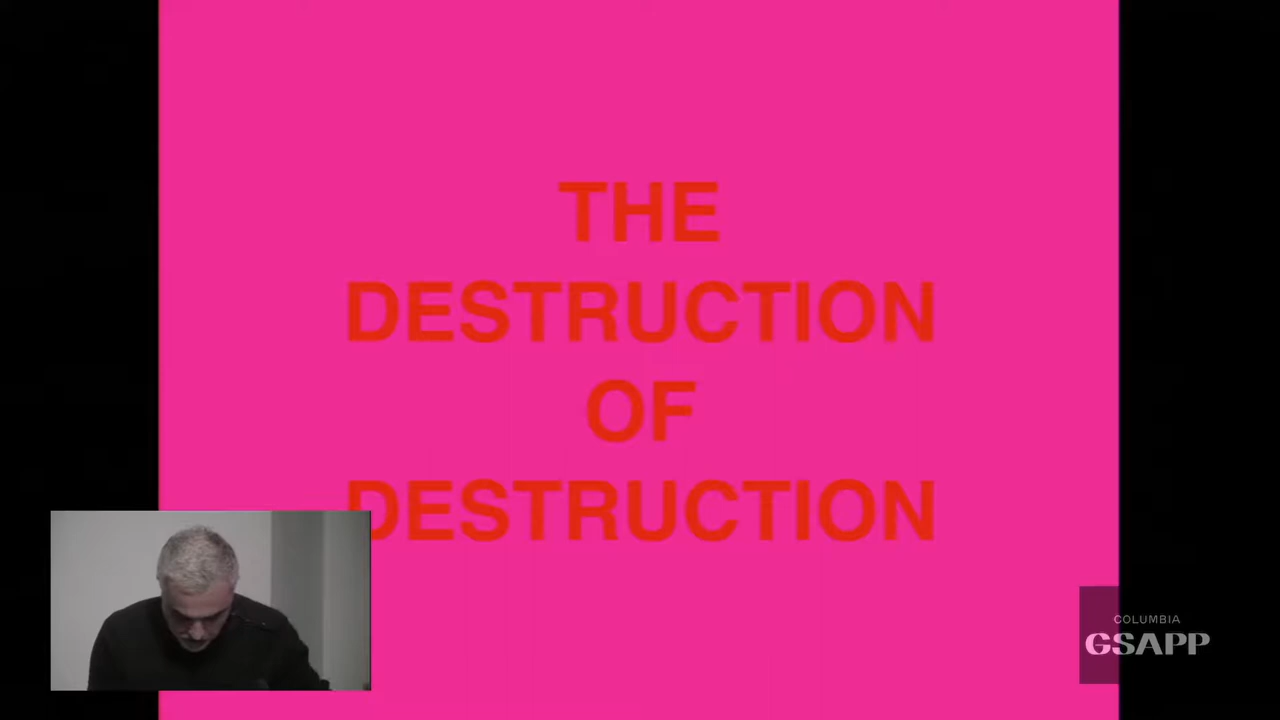 THE
DESTRUCTION
OF
DESTRUCTION
COLUMBIA
GSAPP